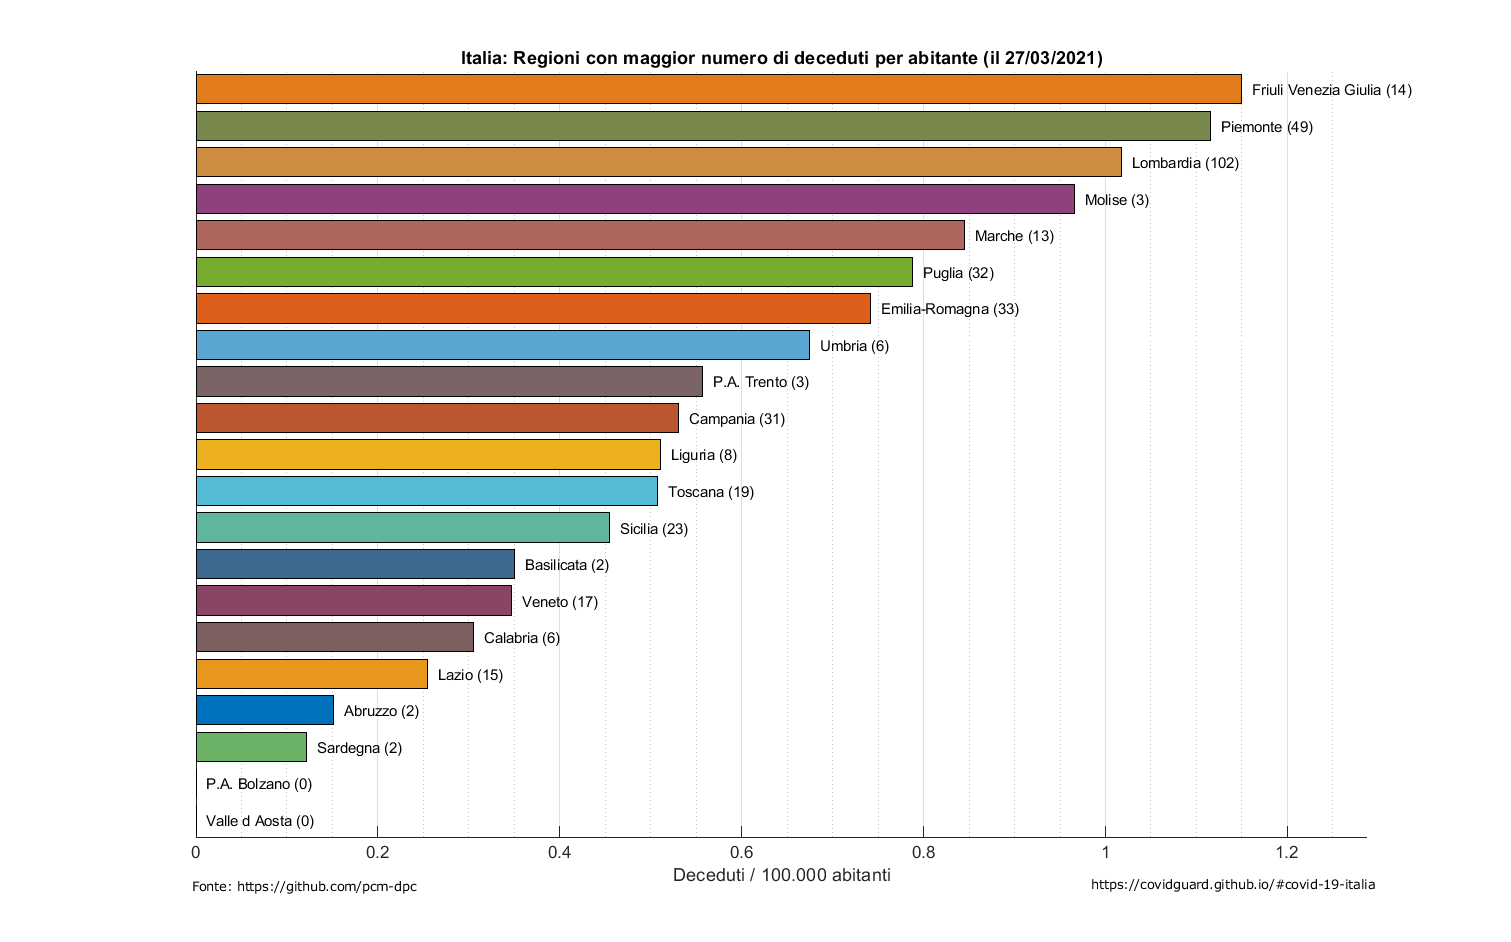 Italia: Regioni con maggior numero di deceduti per abitante (il 27/03/2021)
Friuli Venezia Giulia (14)
Piemonte (49)
Lombardia (102)
Molise (3)
Marche (13)
Puglia (32)
Emilia-Romagna (33)
Umbria (6)
P.A. Trento (3)
Campania (31)
Liguria (8)
Toscana (19)
Sicilia (23)
Basilicata (2)
Veneto (17)
Calabria (6)
Lazio (15)
Abruzzo (2)
Sardegna (2)
P.A. Bolzano (0)
Valle d Aosta (0)
0 0.2 0.4 0.6 0.8 1 1.2
Deceduti / 100.000 abitanti
Fonte: https://github.com/pcm-dpc
https://covidguard.github.io/#covid-19-italia